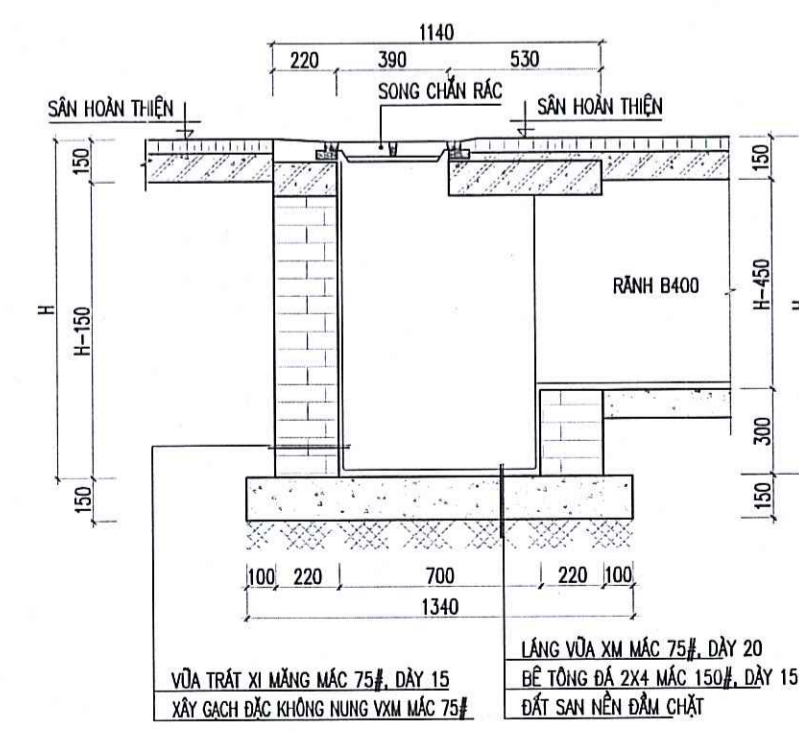 1140
220 390 530
SÂN HOÀN THIỆN
SONG CHẮN RÁC
SÂN HOÀN THIỆN
150
150
H
H-150
RÃNH B400
H-450
H
300
150
150
100 220 700 220 100
1340
VỮA TRÁT XI MĂNG MÁC 75#, DÀY 15
XÂY GẠCH ĐẶC KHÔNG NUNG VXM MÁC 75#
LÁNG VỮA XM MÁC 75#, DÀY 20
BÊ TÔNG ĐÁ 2X4 MÁC 150#, DÀY 15
ĐẤT SAN NỀN ĐẦM CHẶT